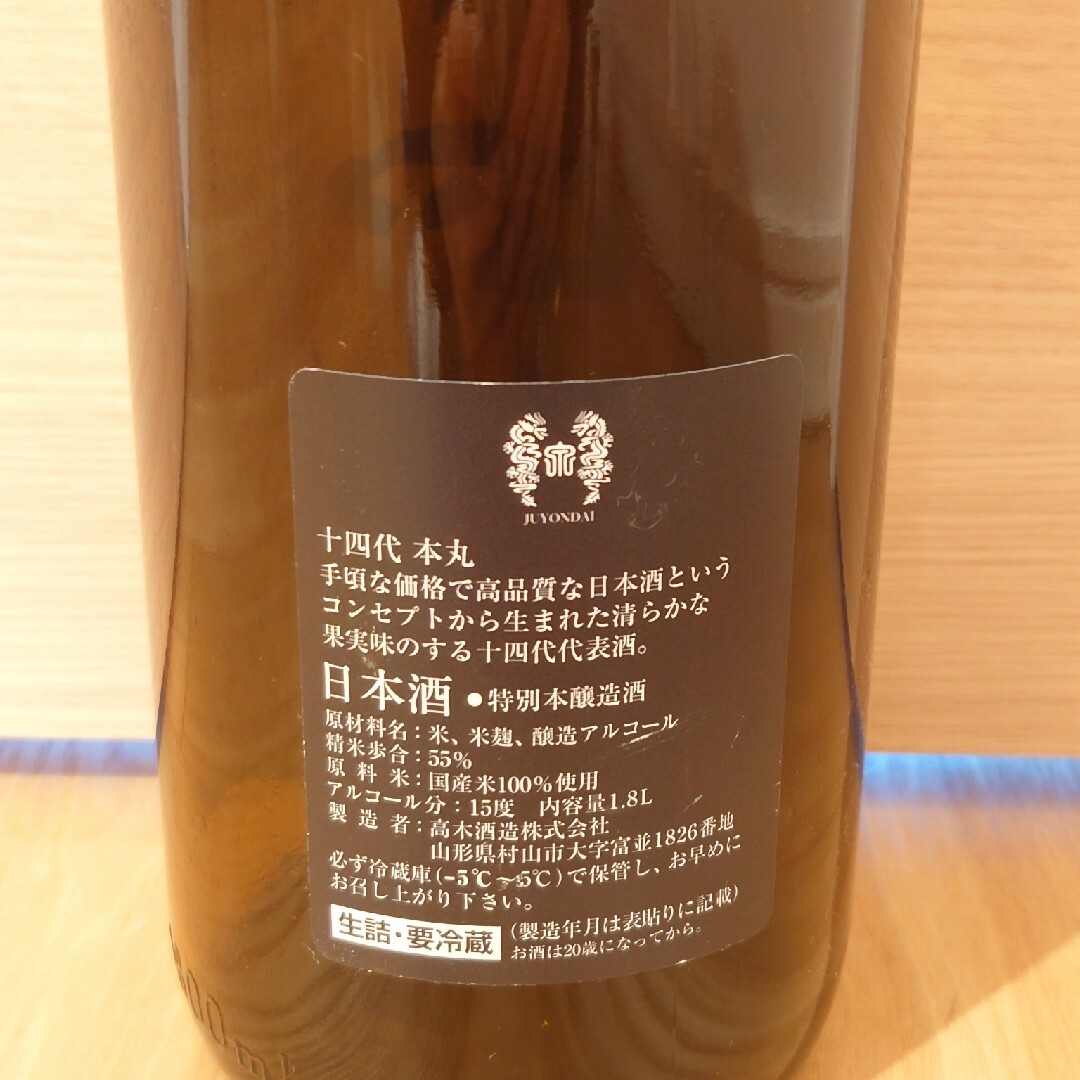 JUYONDAI
十四代 本丸
手頃な価格で高品質な日本酒という
コンセプトから生まれた清らかな
果実味のする十四代代表酒。
日本酒 ●特別本醸造酒
原材料名：米、米麹、醸造アルコール
精米歩合：55%
原料米：国産米100%使用
アルコール分：15度 内容量1.8L
製造者：高木酒造株式会社
山形県村山市大字富並1826番地
必ず冷蔵庫(-5℃〜5℃)で保管し、お早めに
お召し上がり下さい。
生詰・要冷蔵
(製造年月は表貼りに記載)
お酒は20歳になってから。